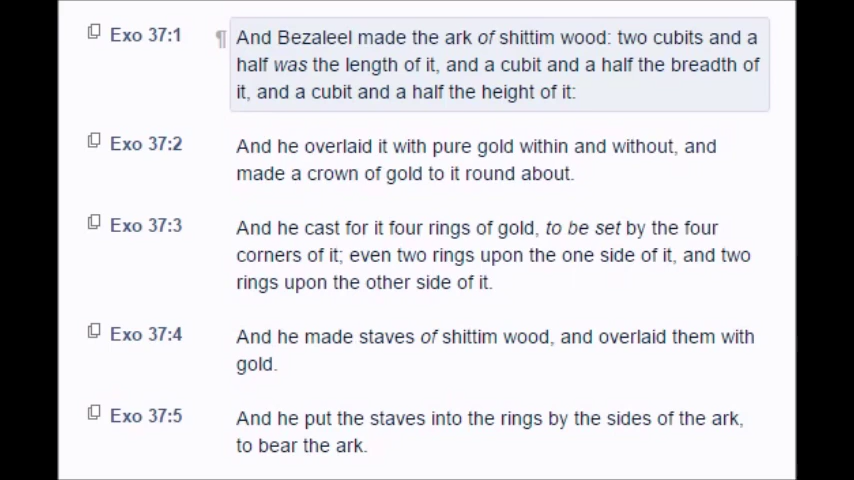 Exo 37:1 ¶ And Bezaleel made the ark of shittim wood: two cubits and a
half was the length of it, and a cubit and a half the breadth of
it, and a cubit and a half the height of it:
Exo 37:2 And he overlaid it with pure gold within and without, and
made a crown of gold to it round about.
Exo 37:3 And he cast for it four rings of gold, to be set by the four
corners of it; even two rings upon the one side of it, and two
rings upon the other side of it.
Exo 37:4 And he made staves of shittim wood, and overlaid them with
gold.
Exo 37:5 And he put the staves into the rings by the sides of the ark,
to bear the ark.